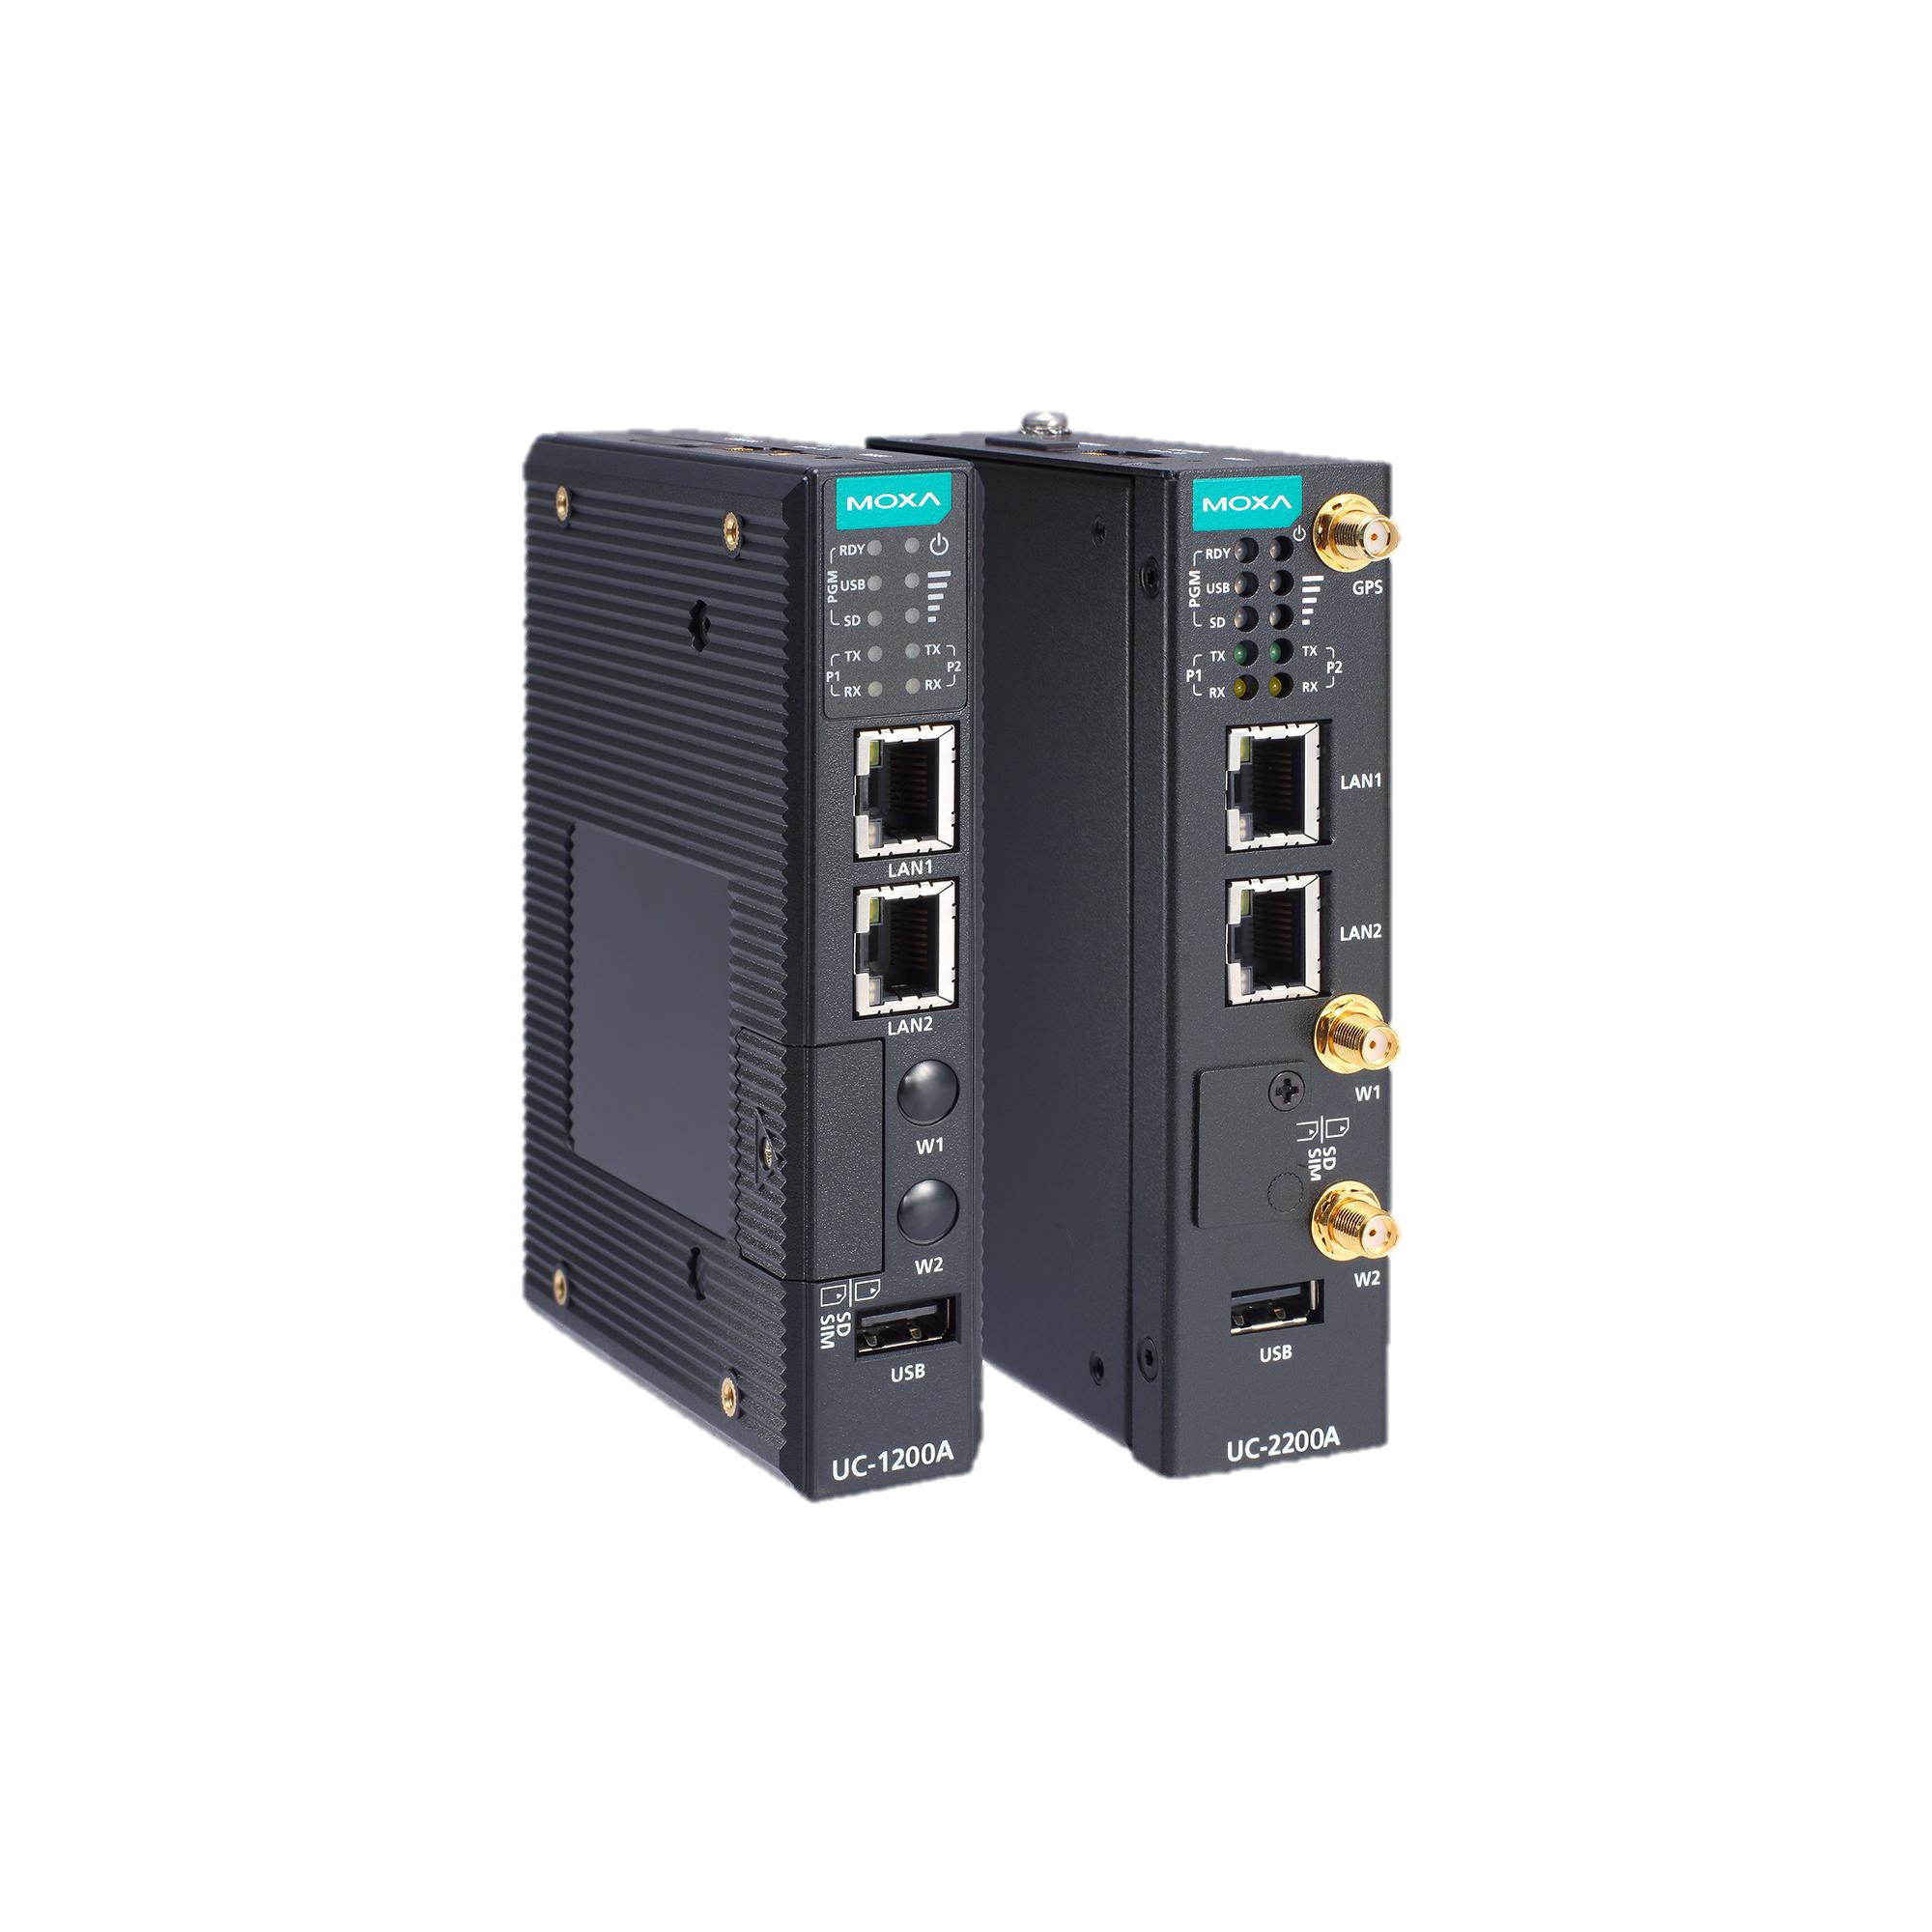 MOXA
PGM
RDY
USB
SD
P1
TX
RX
TX
RX
P2
LAN1
LAN2
W1
W2
SD
SIM
USB
UC-1200A
MOXA
GPS
PGM
RDY
USB
SD
P1
TX
RX
TX
RX
P2
LAN1
LAN2
W1
SD
SIM
W2
USB
UC-2200A